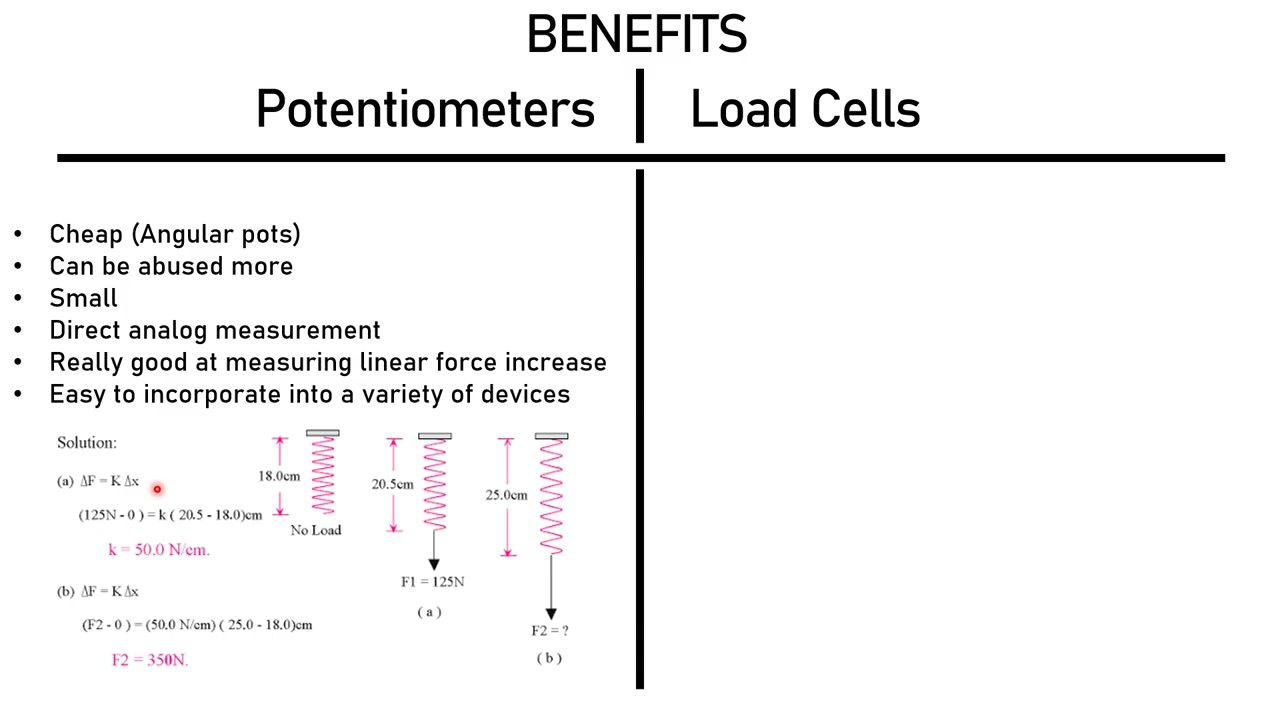 BENEFITS
Potentiometers
Load Cells
• Cheap (Angular pots)
• Can be abused more
• Small
• Direct analog measurement
• Really good at measuring linear force increase
• Easy to incorporate into a variety of devices
Solution:
(a) ΔF = K Δx
(125N - 0 ) = k ( 20.5 - 18.0)cm
k = 50.0 N/cm.
(b) ΔF = K Δx
(F2 - 0 ) = (50.0 N/cm) ( 25.0 - 18.0)cm
F2 = 350N.
18.0cm
No Load
20.5cm
F1 = 125N
( a )
25.0cm
F2 = ?
( b )